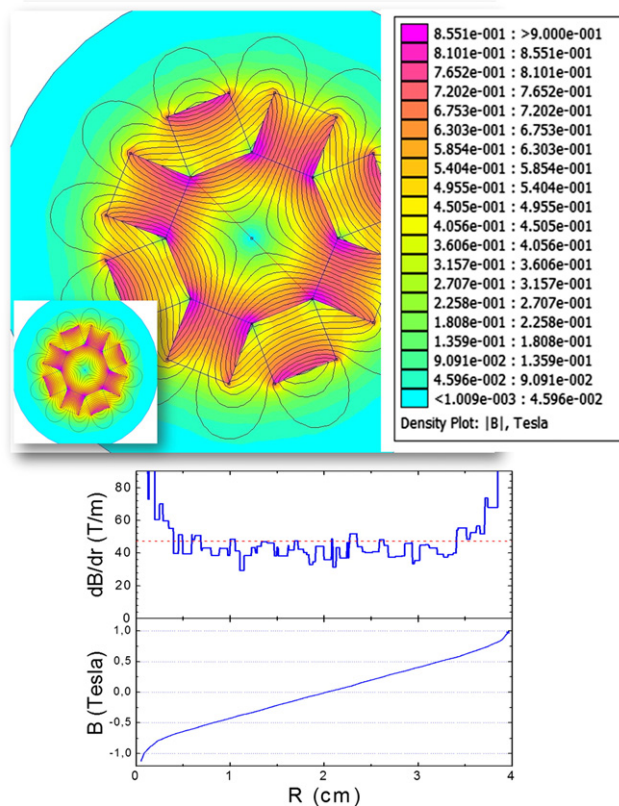 8.551e-001 : >9.000e-001
8.101e-001 : 8.551e-001
7.652e-001 : 8.101e-001
7.202e-001 : 7.652e-001
6.753e-001 : 7.202e-001
6.303e-001 : 6.753e-001
5.854e-001 : 6.303e-001
5.404e-001 : 5.854e-001
4.955e-001 : 5.404e-001
4.505e-001 : 4.955e-001
4.056e-001 : 4.505e-001
3.606e-001 : 4.056e-001
3.157e-001 : 3.606e-001
2.707e-001 : 3.157e-001
2.258e-001 : 2.707e-001
1.808e-001 : 2.258e-001
1.359e-001 : 1.808e-001
9.091e-002 : 1.359e-001
4.596e-002 : 9.091e-002
<1.009e-003 : 4.596e-002
Density Plot: |B|, Tesla
dB/dr (T/m)
80
60
40
20
0
B (Tesla)
1.0
0.5
0.0
-0.5
-1.0
0 1 2 3 4
R (cm)